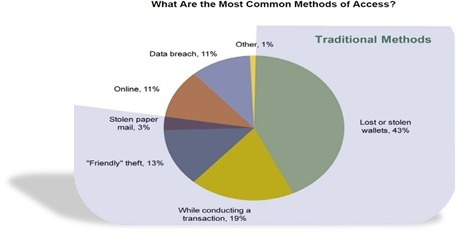 What Are the Most Common Methods of Access?
Traditional Methods
Other, 1%
Data breach, 11%
Online, 11%
Stolen paper
mail, 3%
"Friendly" theft, 13%
While conducting a
transaction, 19%
Lost or stolen
wallets, 43%